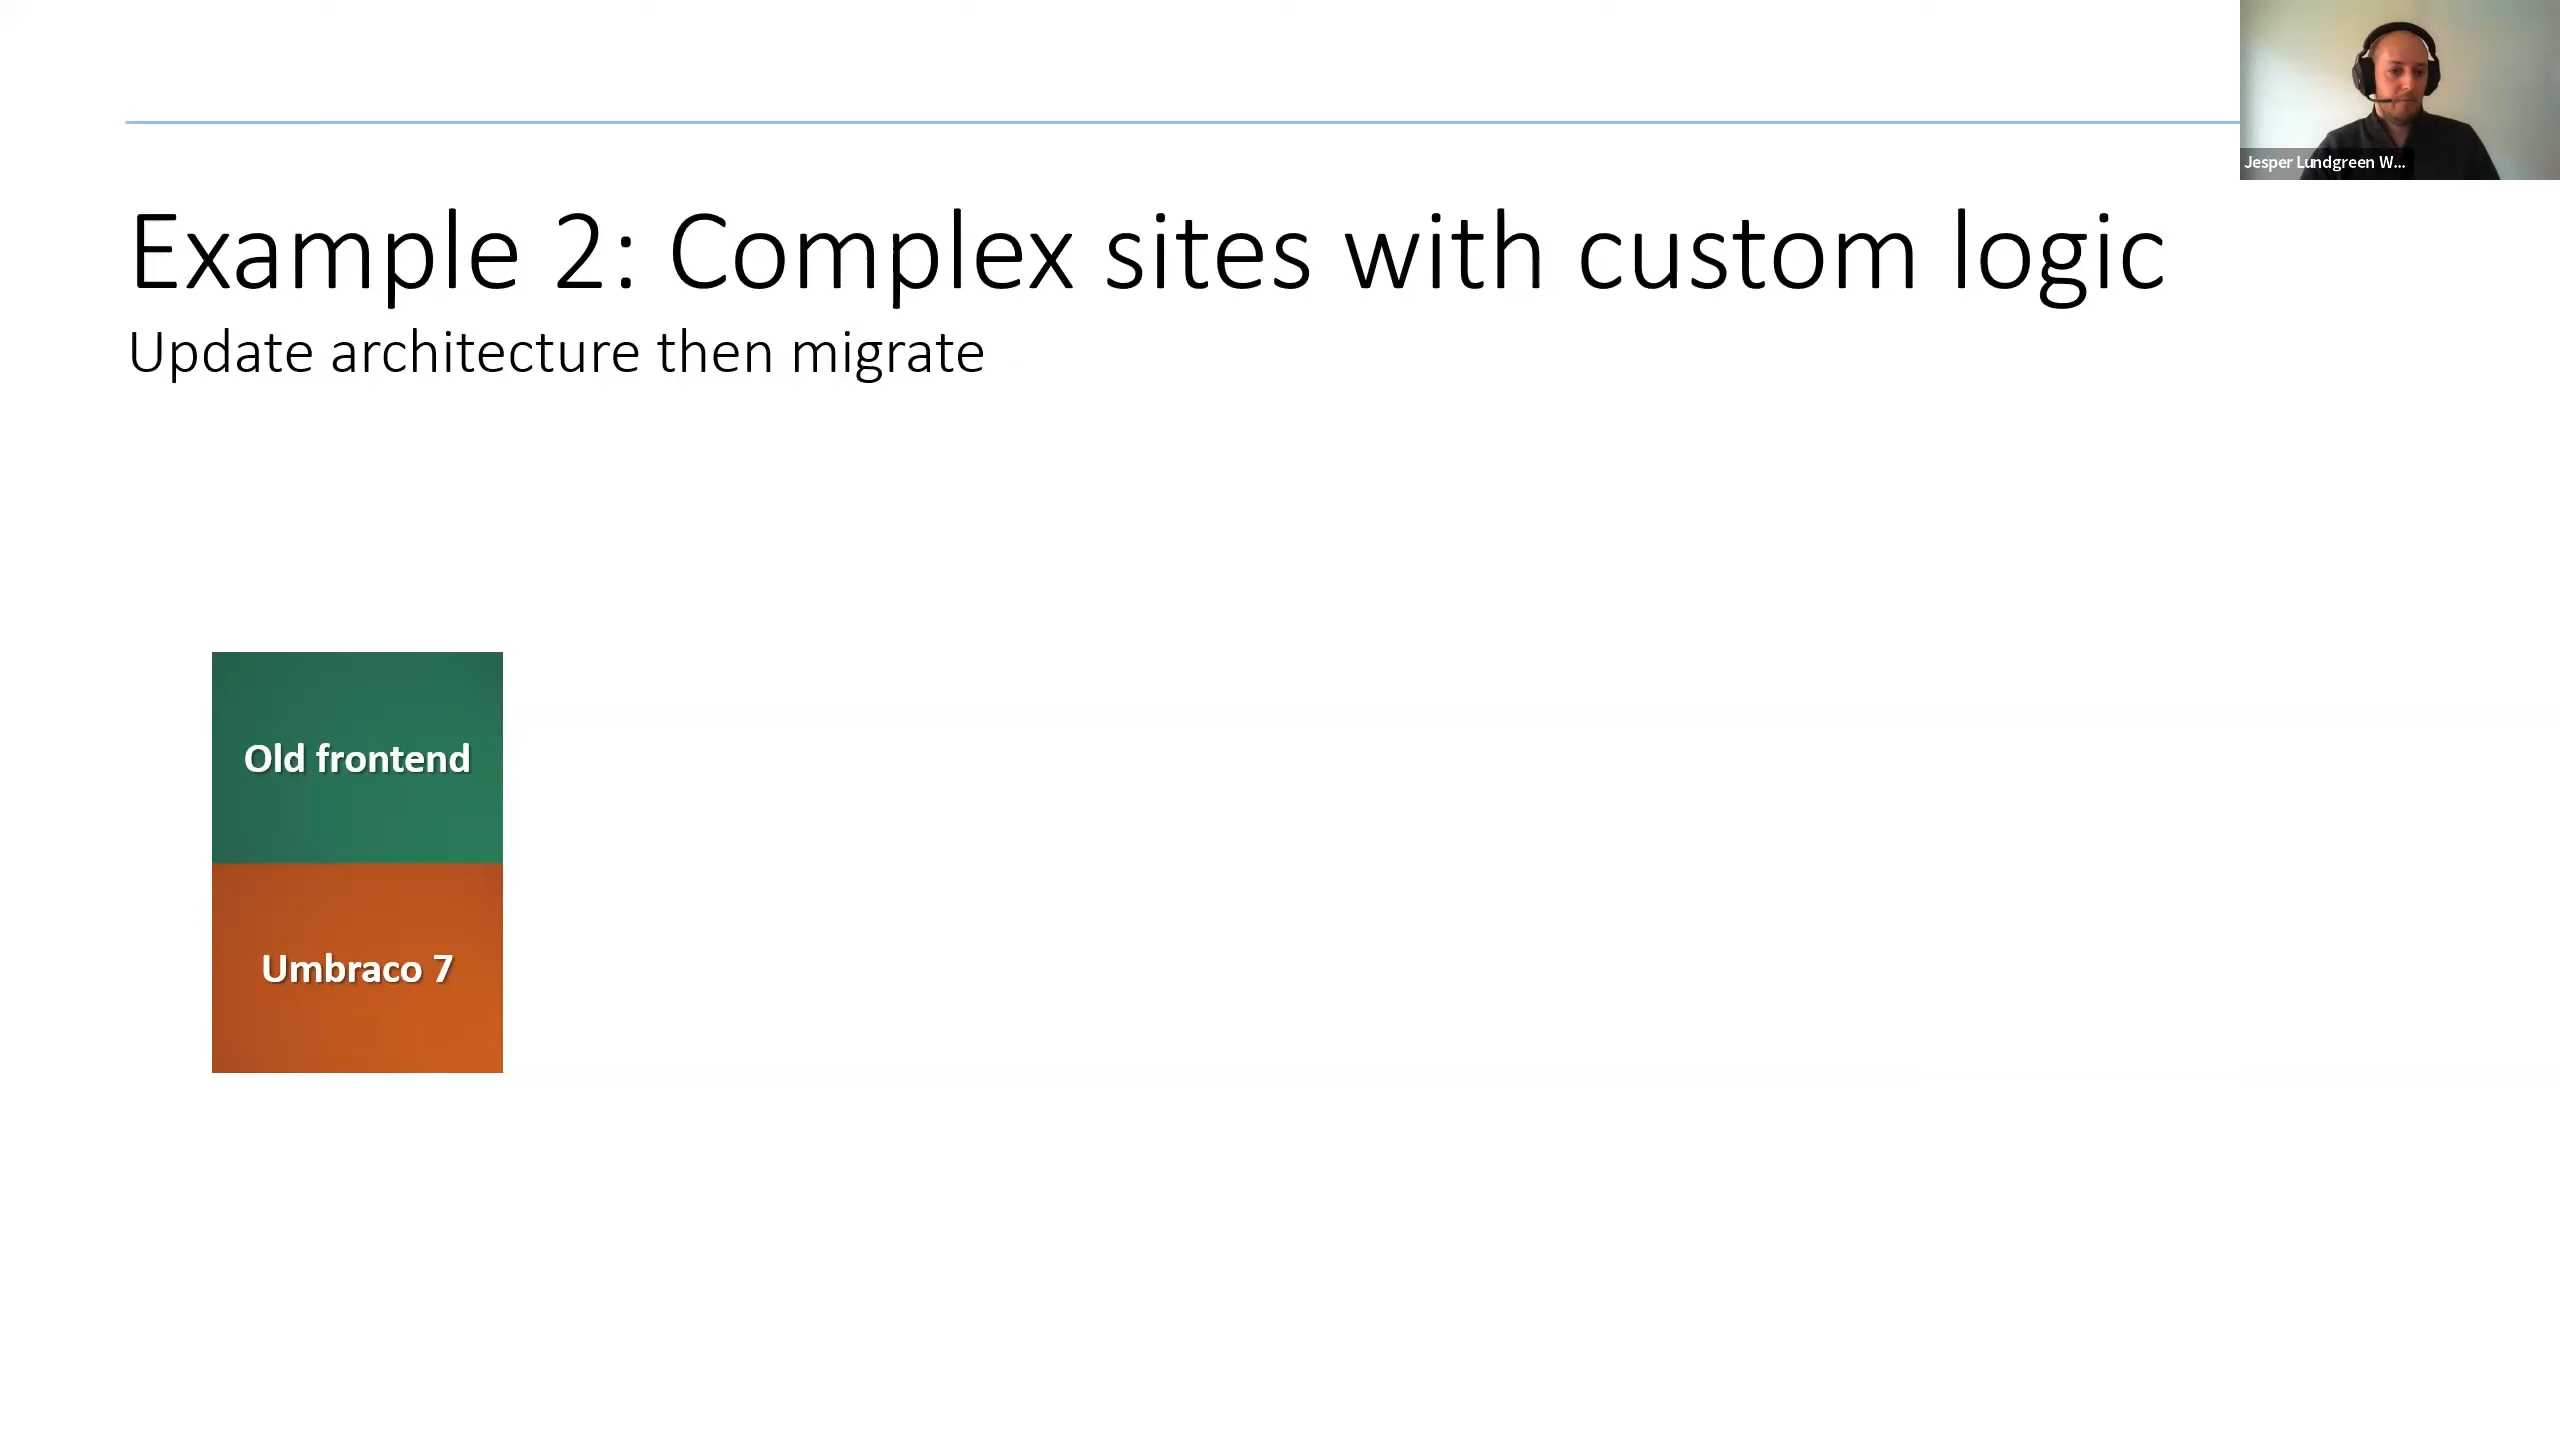 Jesper Lundgreen W...
Example 2: Complex sites with custom logic
Update architecture then migrate
Old frontend
Umbraco 7